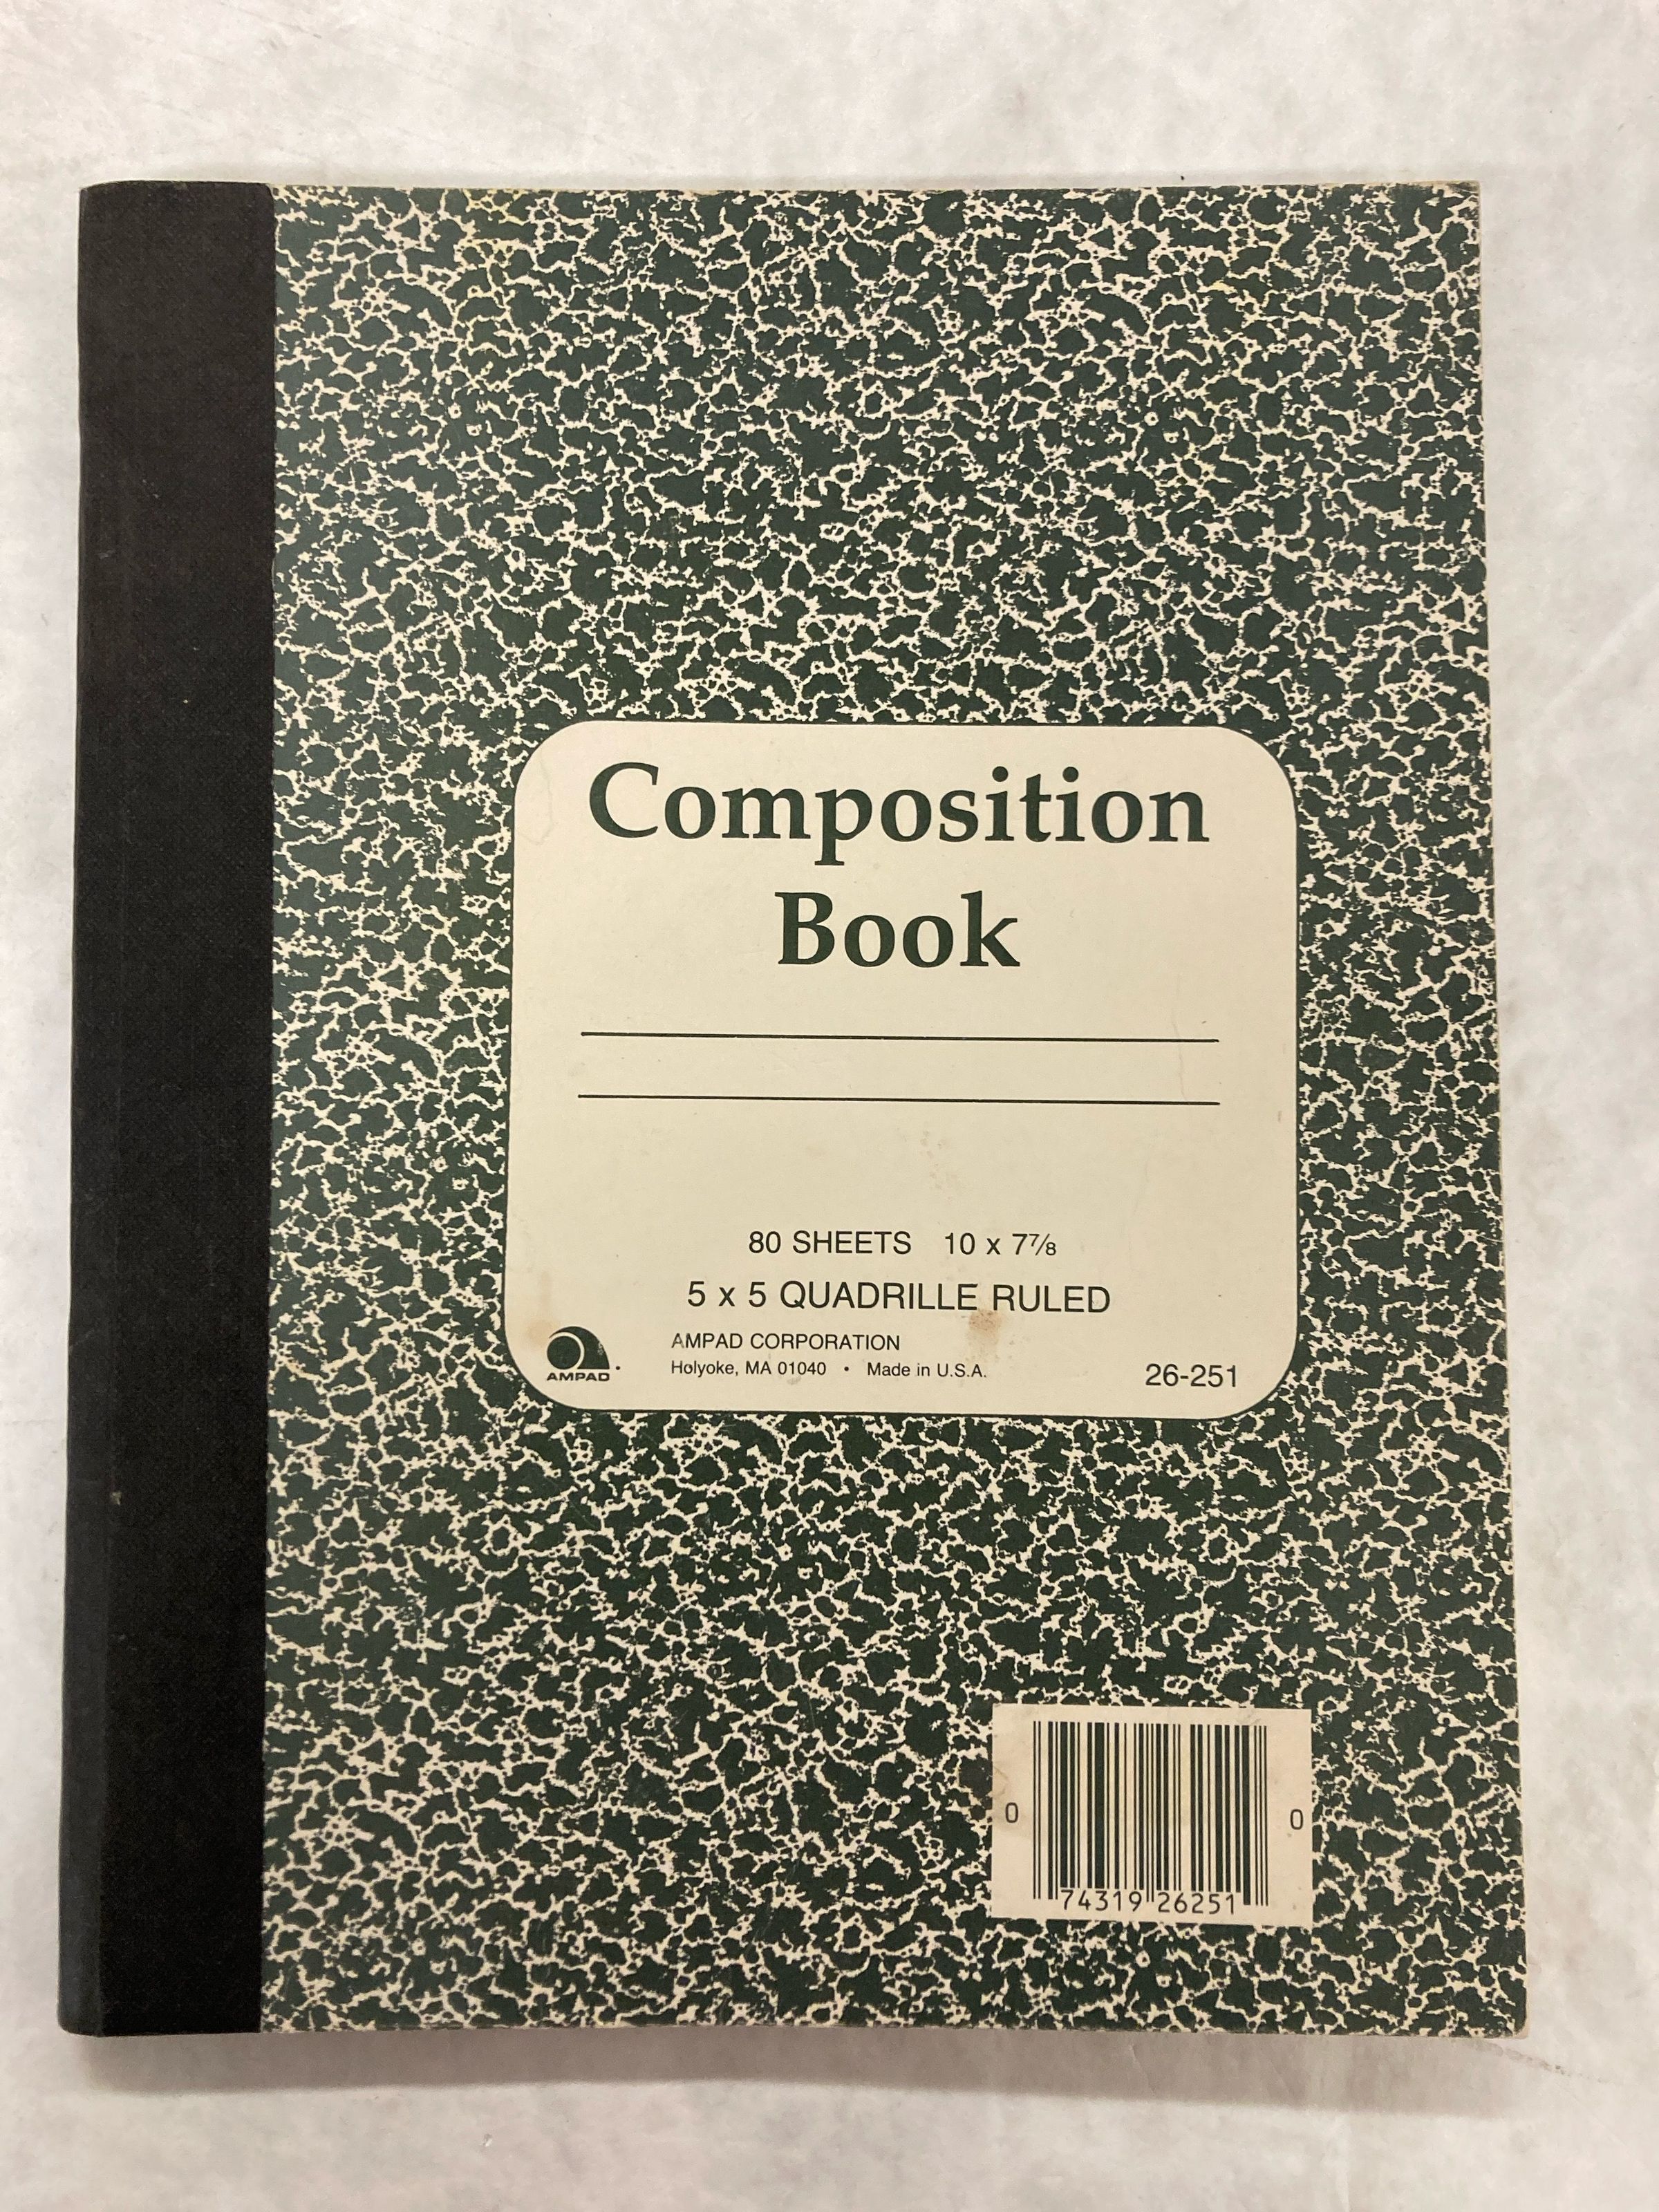 Composition
Book
80 SHEETS 10 x 7⅞
5 x 5 QUADRILLE RULED
AMPAD CORPORATION
Holyoke, MA 01040 • Made in U.S.A.
AMPAD
26-251
0 74319 26251 0